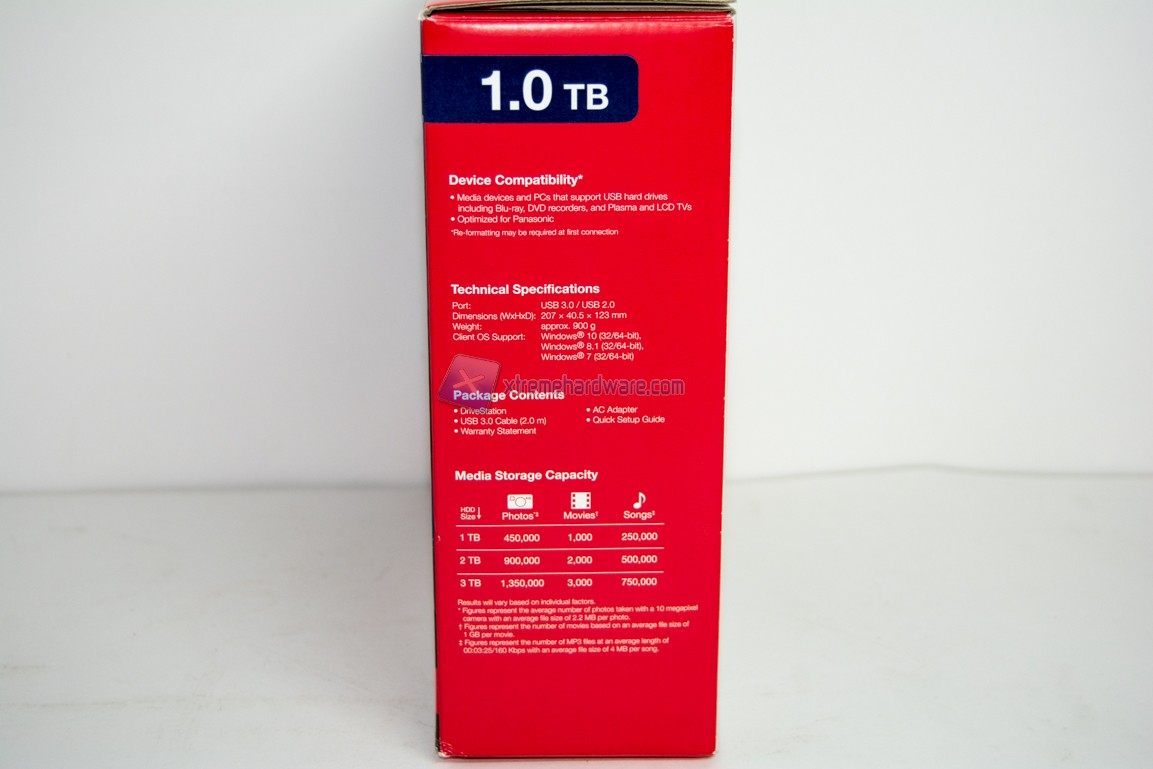 1.0 TB
Device Compatibility*
• Media devices and PCs that support USB hard drives
including Blu-ray, DVD recorders, and Plasma and LCD TVs
• Optimized for Panasonic
*Re-formatting may be required at first connection
Technical Specifications
Port: USB 3.0 / USB 2.0
Dimensions (WxHxD): 207 × 40.5 × 123 mm
Weight: approx. 900 g
Client OS Support: Windows® 10 (32/64-bit),
Windows® 8.1 (32/64-bit),
Windows® 7 (32/64-bit)
xtremehardware.com
Package Contents
• DriveStation • AC Adapter
• USB 3.0 Cable (2.0 m) • Quick Setup Guide
• Warranty Statement
Media Storage Capacity
HDD Size↓ Photos*‡ Movies† Songs‡
1 TB 450,000 1,000 250,000
2 TB 900,000 2,000 500,000
3 TB 1,350,000 3,000 750,000
Results will vary based on individual factors.
* Figures represent the average number of photos taken with a 10 megapixel
camera with an average file size of 2.2 MB per photo.
† Figures represent the number of movies based on an average file size of
1 GB per movie.
‡ Figures represent the number of MP3 files at an average length of
00:03:25/160 Kbps with an average file size of 4 MB per song.